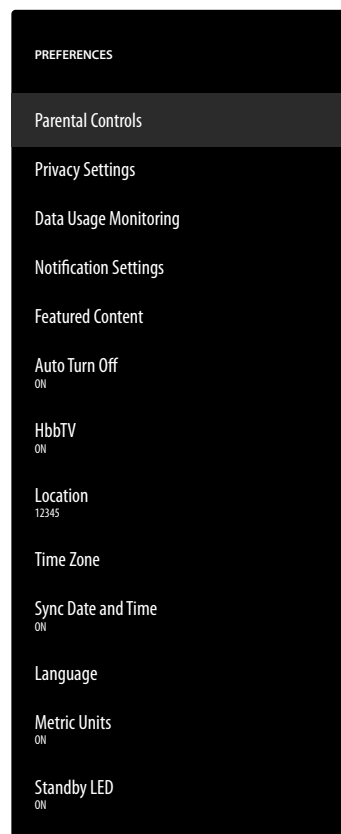 PREFERENCES
Parental Controls
Privacy Settings
Data Usage Monitoring
Notification Settings
Featured Content
Auto Turn Off
ON
HbbTV
ON
Location
12345
Time Zone
Sync Date and Time
ON
Language
Metric Units
ON
Standby LED
ON